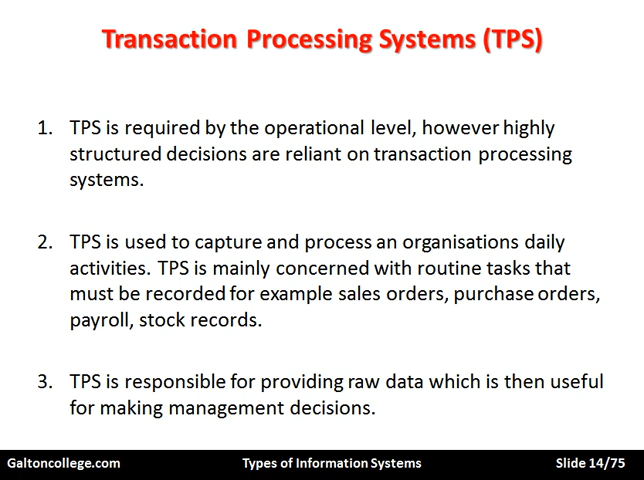 Transaction Processing Systems (TPS)
1. TPS is required by the operational level, however highly
structured decisions are reliant on transaction processing
systems.
2. TPS is used to capture and process an organisations daily
activities. TPS is mainly concerned with routine tasks that
must be recorded for example sales orders, purchase orders,
payroll, stock records.
3. TPS is responsible for providing raw data which is then useful
for making management decisions.
Galtoncollege.com Types of Information Systems Slide 14/75